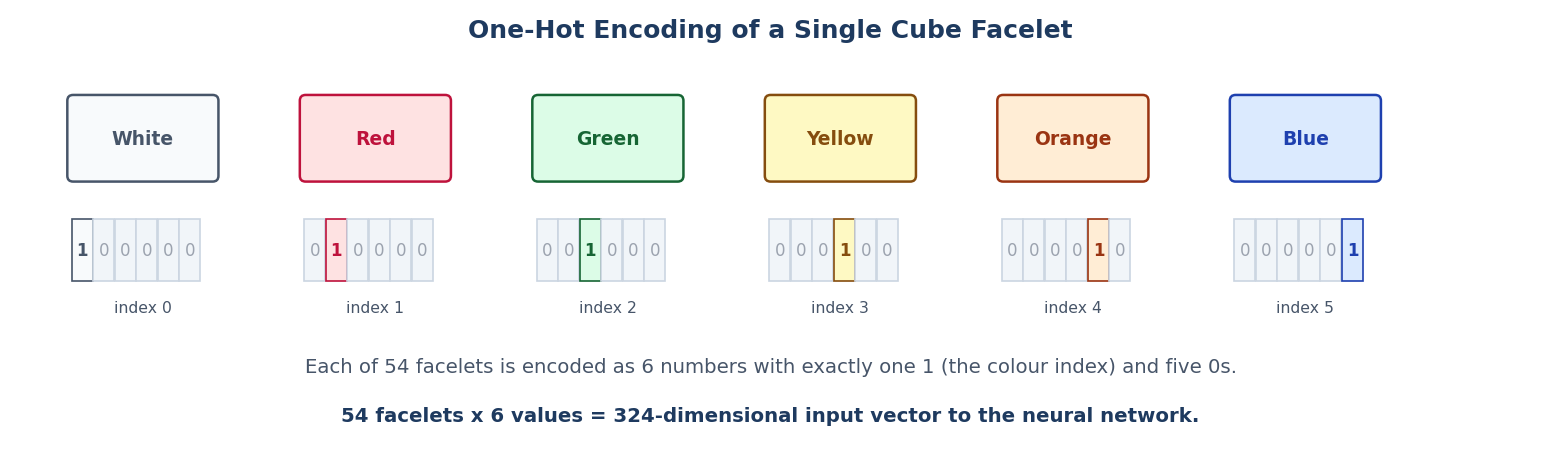 One-Hot Encoding of a Single Cube Facelet
White Red Green Yellow Orange Blue
1 0 0 0 0 0 0 1 0 0 0 0 0 0 1 0 0 0 0 0 0 1 0 0 0 0 0 0 1 0 0 0 0 0 0 1
index 0 index 1 index 2 index 3 index 4 index 5
Each of 54 facelets is encoded as 6 numbers with exactly one 1 (the colour index) and five 0s.
54 facelets x 6 values = 324-dimensional input vector to the neural network.